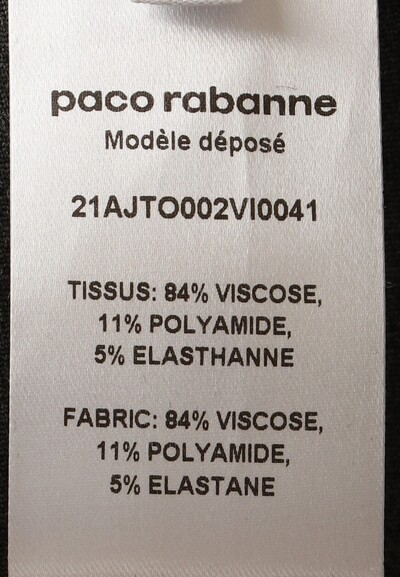 paco rabanne
Modèle déposé
21AJTO002VI0041
TISSUS: 84% VISCOSE,
11% POLYAMIDE,
5% ELASTHANNE
FABRIC: 84% VISCOSE,
11% POLYAMIDE,
5% ELASTANE